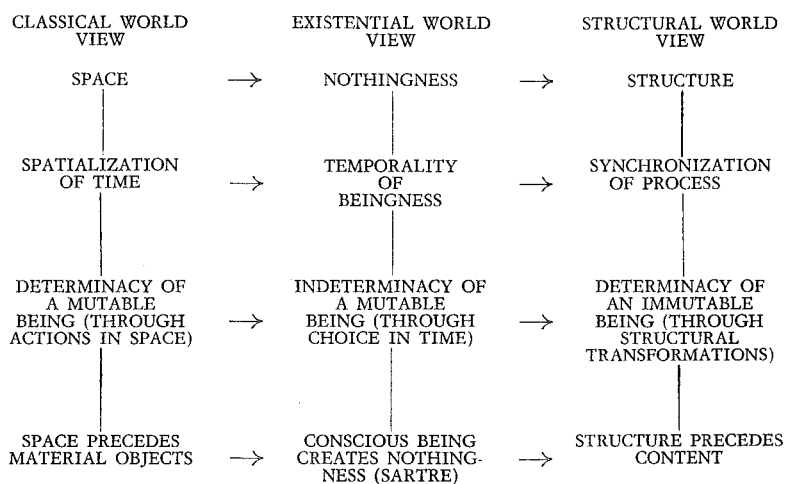 CLASSICAL WORLD
VIEW
EXISTENTIAL WORLD
VIEW
STRUCTURAL WORLD
VIEW
SPACE
NOTHINGNESS
STRUCTURE
SPATIALIZATION
OF TIME
TEMPORALITY
OF
BEINGNESS
SYNCHRONIZATION
OF PROCESS
DETERMINACY OF
A MUTABLE
BEING (THROUGH
ACTIONS IN SPACE)
INDETERMINACY OF
A MUTABLE
BEING (THROUGH
CHOICE IN TIME)
DETERMINACY OF
AN IMMUTABLE
BEING (THROUGH
STRUCTURAL
TRANSFORMATIONS)
SPACE PRECEDES
MATERIAL OBJECTS
CONSCIOUS BEING
CREATES NOTHING-
NESS (SARTRE)
STRUCTURE PRECEDES
CONTENT